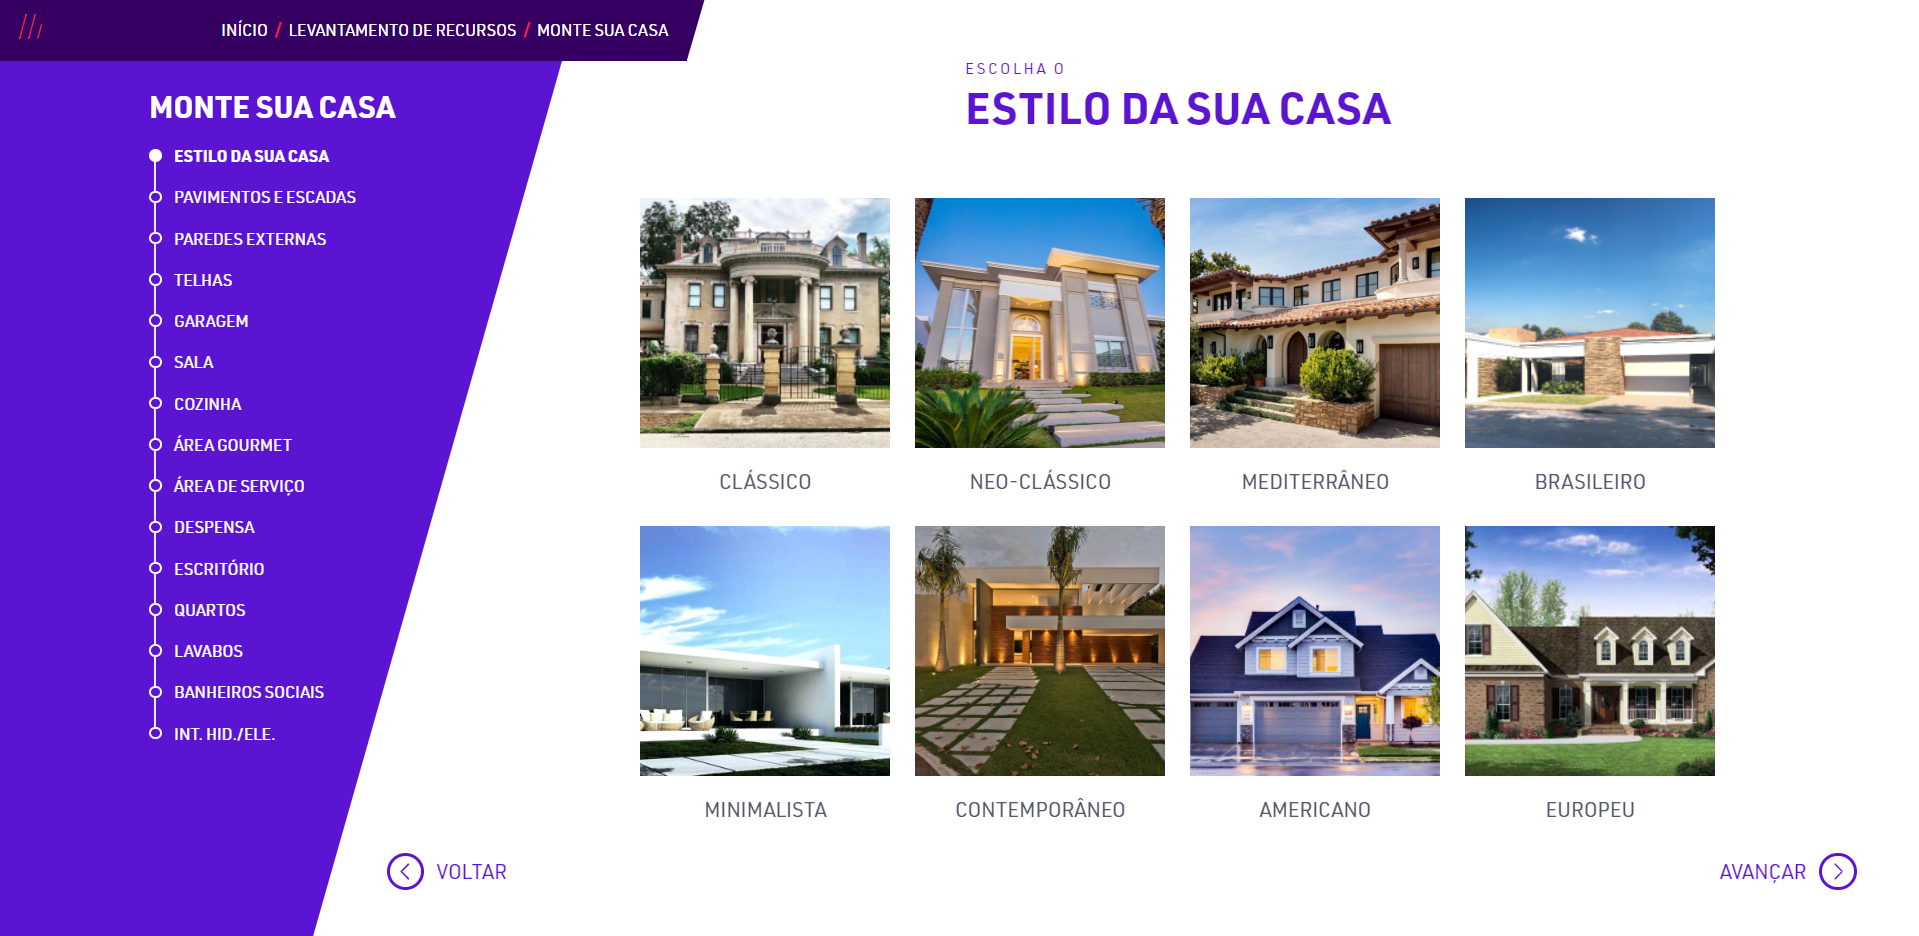 INÍCIO / LEVANTAMENTO DE RECURSOS / MONTE SUA CASA
MONTE SUA CASA
ESTILO DA SUA CASA
PAVIMENTOS E ESCADAS
PAREDES EXTERNAS
TELHAS
GARAGEM
SALA
COZINHA
ÁREA GOURMET
ÁREA DE SERVIÇO
DESPENSA
ESCRITÓRIO
QUARTOS
LAVABOS
BANHEIROS SOCIAIS
INT. HID./ELE.
ESCOLHA O
ESTILO DA SUA CASA
CLÁSSICO
NEO-CLÁSSICO
MEDITERRÂNEO
BRASILEIRO
MINIMALISTA
CONTEMPORÂNEO
AMERICANO
EUROPEU
VOLTAR
AVANÇAR